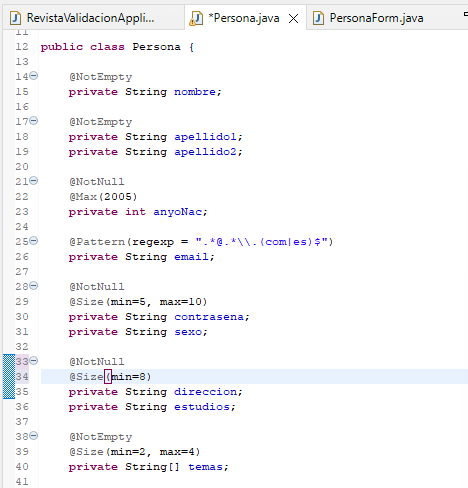 RevistaValidacionAppli...
*Persona.java
PersonaForm.java
11
12 public class Persona {
13
14 @NotEmpty
15 private String nombre;
16
17 @NotEmpty
18 private String apellido1;
19 private String apellido2;
20
21 @NotNull
22 @Max(2005)
23 private int anyoNac;
24
25 @Pattern(regexp = ".*@.*\\.(com|es)$")
26 private String email;
27
28 @NotNull
29 @Size(min=5, max=10)
30 private String contrasena;
31 private String sexo;
32
33 @NotNull
34 @Size(min=8)
35 private String direccion;
36 private String estudios;
37
38 @NotEmpty
39 @Size(min=2, max=4)
40 private String[] temas;
41